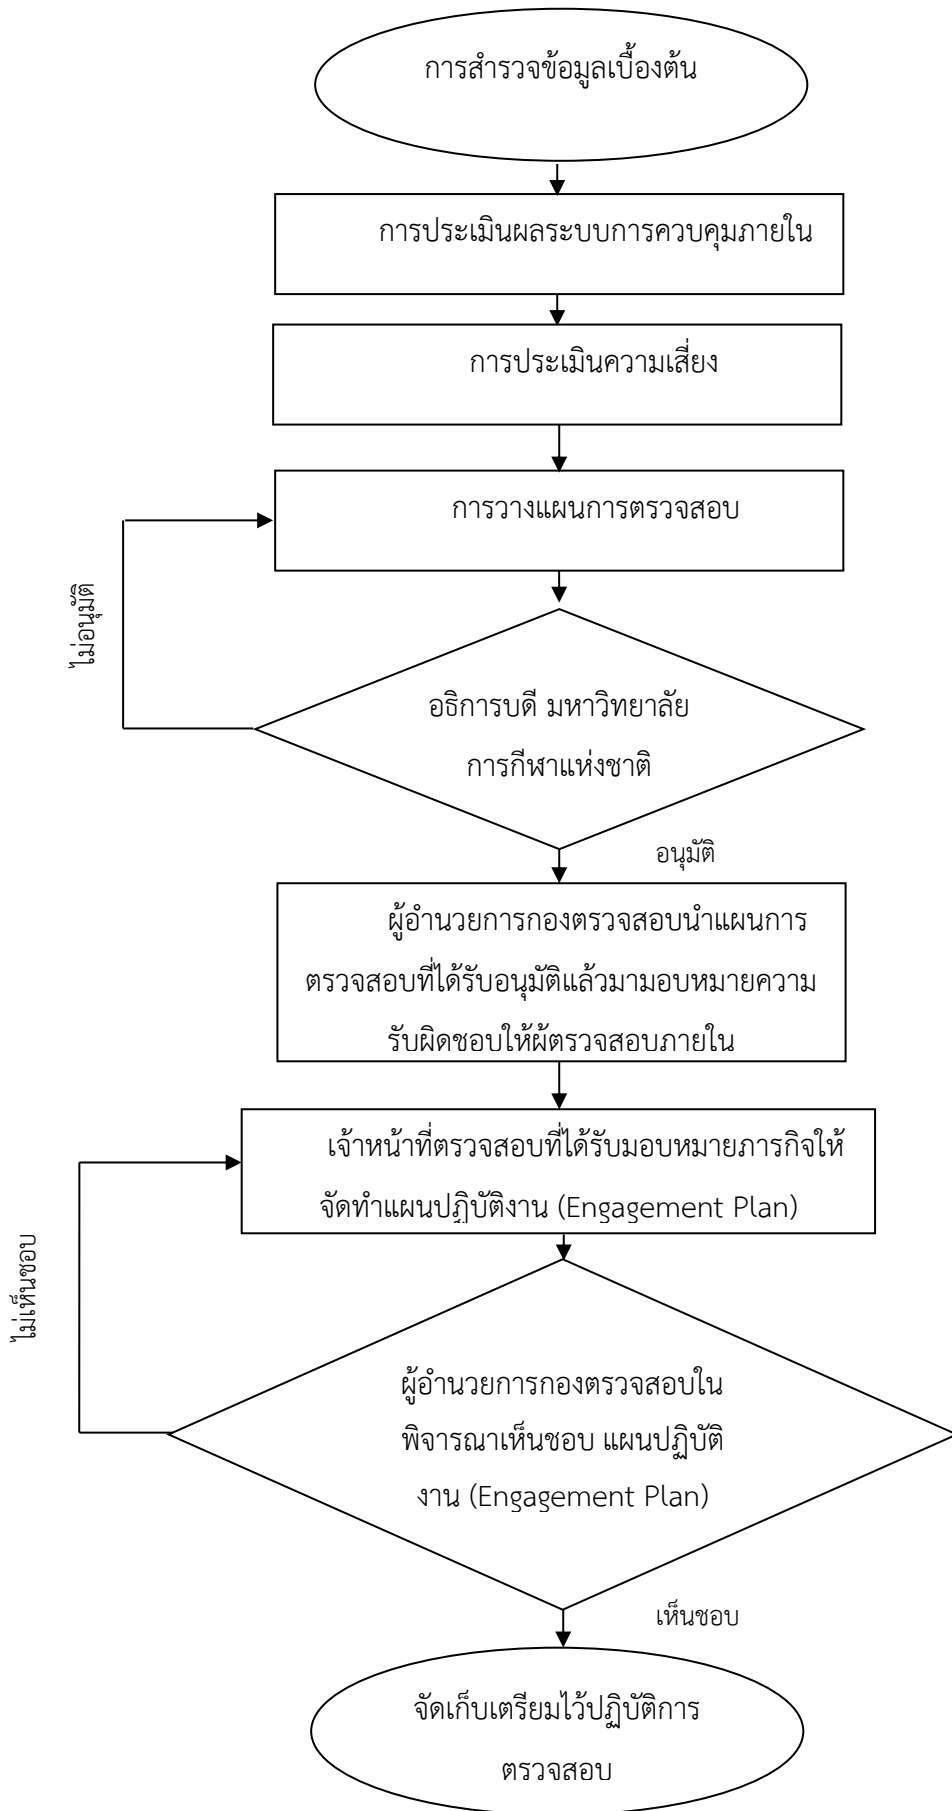 การสำรวจข้อมูลเบื้องต้น
การประเมินผลระบบการควบคุมภายใน
การประเมินความเสี่ยง
การวางแผนการตรวจสอบ
ไม่อนุมัติ
อธิการบดี มหาวิทยาลัย
การกีฬาแห่งชาติ
อนุมัติ
ผู้อำนวยการกองตรวจสอบนำแผนการ
ตรวจสอบที่ได้รับอนุมัติแล้วมามอบหมายความ
รับผิดชอบให้ผู้ตรวจสอบภายใน
เจ้าหน้าที่ตรวจสอบที่ได้รับมอบหมายภารกิจให้
จัดทำแผนปฏิบัติงาน (Engagement Plan)
ไม่เห็นชอบ
ผู้อำนวยการกองตรวจสอบใน
พิจารณาเห็นชอบ แผนปฏิบัติ
งาน (Engagement Plan)
เห็นชอบ
จัดเก็บเตรียมไว้ปฏิบัติการ
ตรวจสอบ